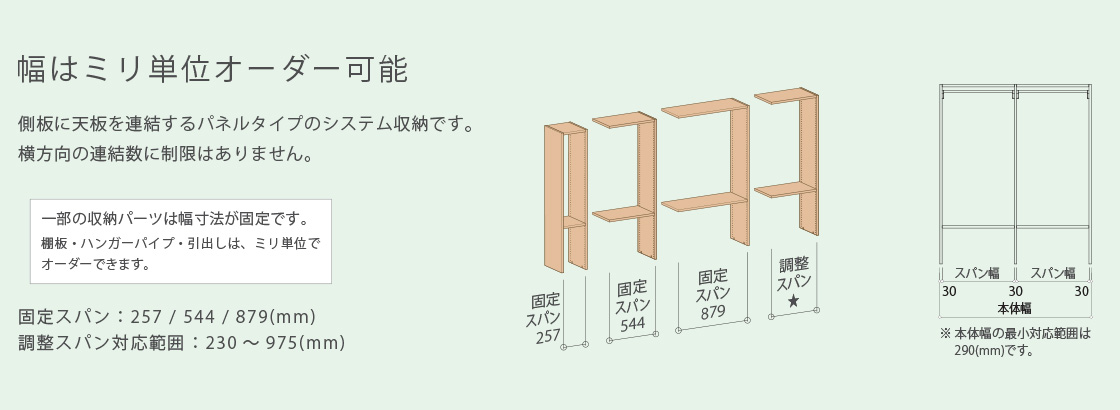 幅はミリ単位オーダー可能
側板に天板を連結するパネルタイプのシステム収納です。
横方向の連結数に制限はありません。
一部の収納パーツは幅寸法が固定です。
棚板・ハンガーパイプ・引出しは、ミリ単位で
オーダーできます。
固定スパン：257 / 544 / 879(mm)
調整スパン対応範囲：230 〜 975(mm)
固定
スパン
257
固定
スパン
544
固定
スパン
879
調整
スパン
★
スパン幅 スパン幅
30 30 30
本体幅
※ 本体幅の最小対応範囲は
290(mm)です。